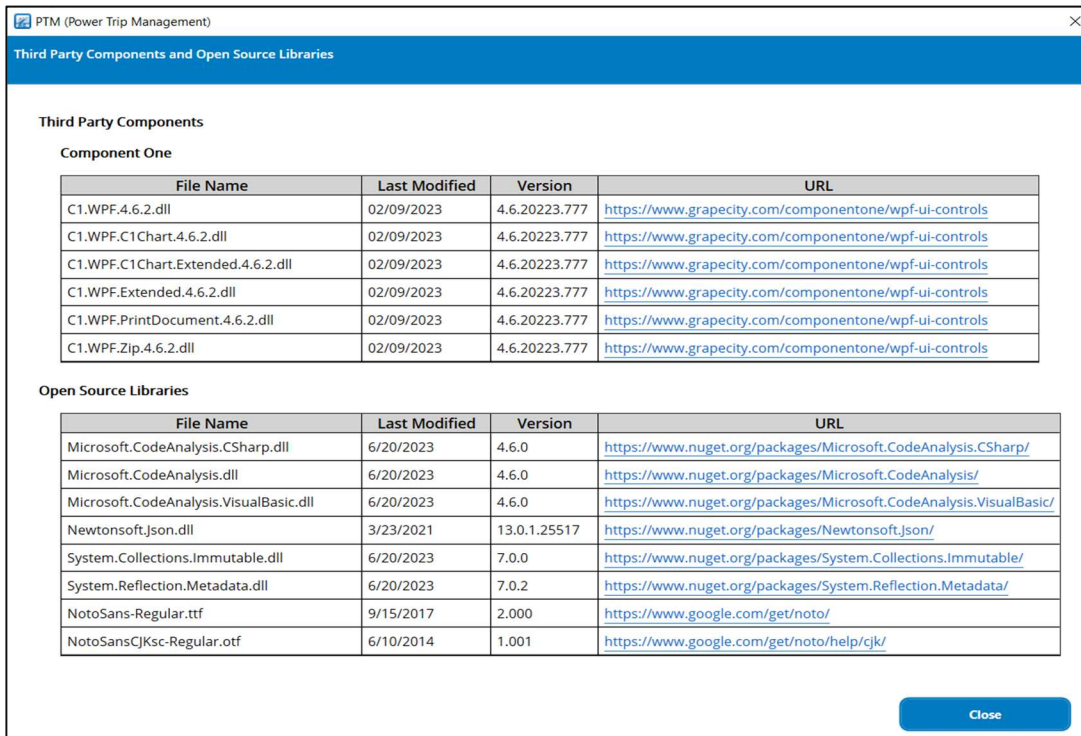 PTM (Power Trip Management)
Third Party Components and Open Source Libraries
Third Party Components
Component One
File Name Last Modified Version URL
C1.WPF.4.6.2.dll 02/09/2023 4.6.20223.777 https://www.grapecity.com/componentone/wpf-ui-controls
C1.WPF.C1Chart.4.6.2.dll 02/09/2023 4.6.20223.777 https://www.grapecity.com/componentone/wpf-ui-controls
C1.WPF.C1Chart.Extended.4.6.2.dll 02/09/2023 4.6.20223.777 https://www.grapecity.com/componentone/wpf-ui-controls
C1.WPF.Extended.4.6.2.dll 02/09/2023 4.6.20223.777 https://www.grapecity.com/componentone/wpf-ui-controls
C1.WPF.PrintDocument.4.6.2.dll 02/09/2023 4.6.20223.777 https://www.grapecity.com/componentone/wpf-ui-controls
C1.WPF.Zip.4.6.2.dll 02/09/2023 4.6.20223.777 https://www.grapecity.com/componentone/wpf-ui-controls
Open Source Libraries
File Name Last Modified Version URL
Microsoft.CodeAnalysis.CSharp.dll 6/20/2023 4.6.0 https://www.nuget.org/packages/Microsoft.CodeAnalysis.CSharp/
Microsoft.CodeAnalysis.dll 6/20/2023 4.6.0 https://www.nuget.org/packages/Microsoft.CodeAnalysis/
Microsoft.CodeAnalysis.VisualBasic.dll 6/20/2023 4.6.0 https://www.nuget.org/packages/Microsoft.CodeAnalysis.VisualBasic/
Newtonsoft.Json.dll 3/23/2021 13.0.1.25517 https://www.nuget.org/packages/Newtonsoft.Json/
System.Collections.Immutable.dll 6/20/2023 7.0.0 https://www.nuget.org/packages/System.Collections.Immutable/
System.Reflection.Metadata.dll 6/20/2023 7.0.2 https://www.nuget.org/packages/System.Reflection.Metadata/
NotoSans-Regular.ttf 9/15/2017 2.000 https://www.google.com/get/noto/
NotoSansCJKsc-Regular.otf 6/10/2014 1.001 https://www.google.com/get/noto/help/cjk/
Close